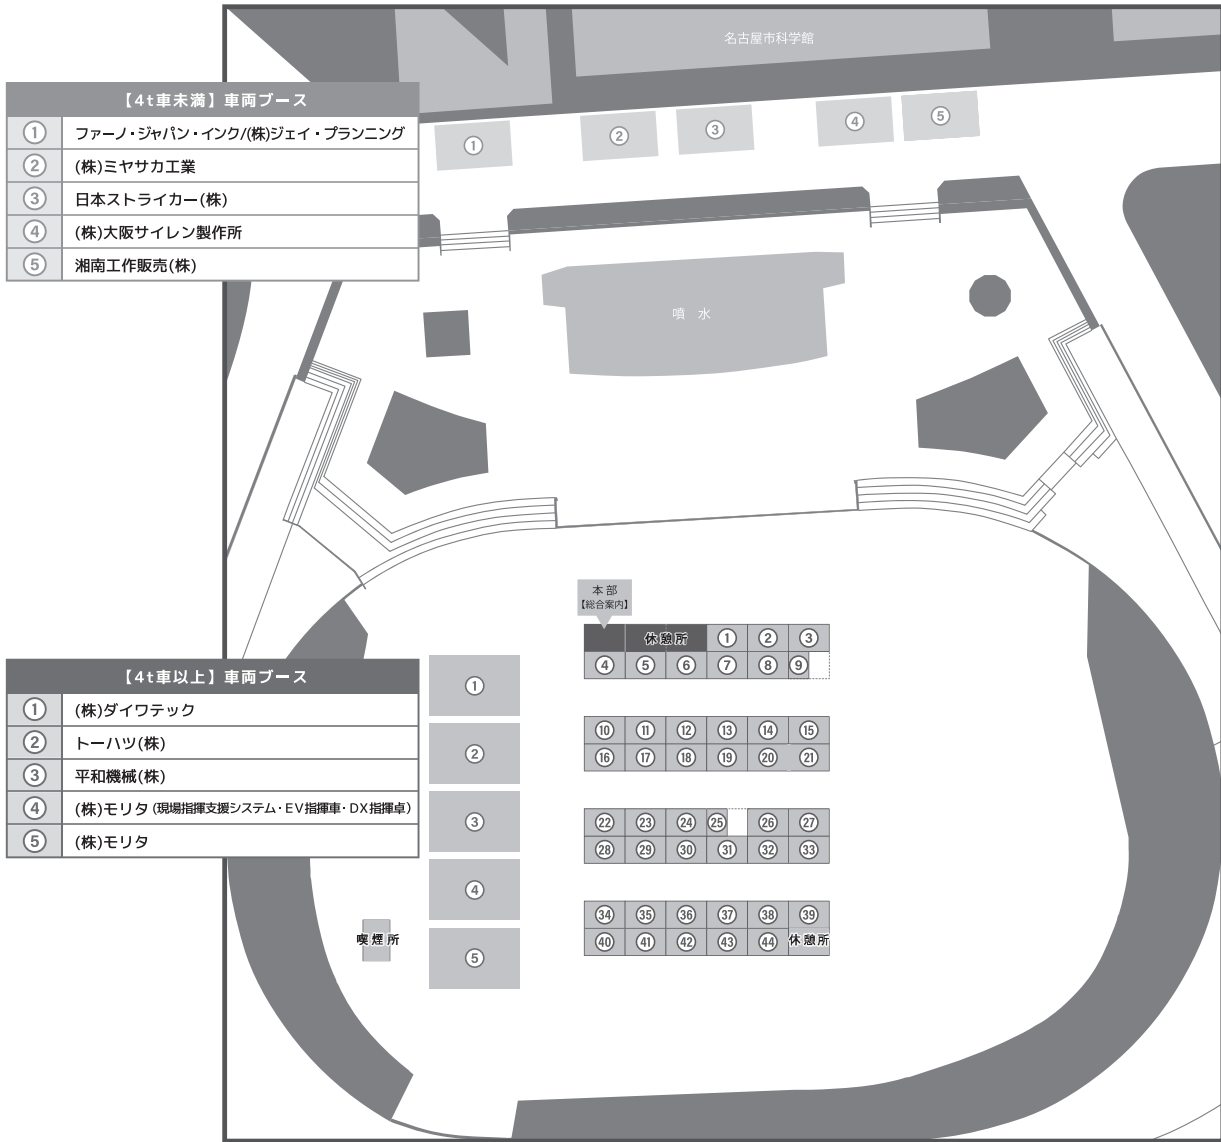 名古屋市科学館
【4t車未満】車両ブース
① ファーノ・ジャパン・インク/(株)ジェイ・プランニング
② (株)ミヤサカ工業
③ 日本ストライカー(株)
④ (株)大阪サイレン製作所
⑤ 湘南工作販売(株)
① ② ③ ④ ⑤
噴 水
本部
【総合案内】
休憩所 ① ② ③
④ ⑤ ⑥ ⑦ ⑧ ⑨
⑩ ⑪ ⑫ ⑬ ⑭ ⑮
⑯ ⑰ ⑱ ⑲ ⑳ ㉑
㉒ ㉓ ㉔ ㉕ ㉖ ㉗
㉘ ㉙ ㉚ ㉛ ㉜ ㉝
㉞ ㉟ ㊱ ㊲ ㊳ ㊴
㊵ ㊶ ㊷ ㊸ ㊹ 休憩所
【4t車以上】車両ブース
① (株)ダイワテック
② トーハツ(株)
③ 平和機械(株)
④ (株)モリタ(現場指揮支援システム・EV指揮車・DX指揮卓)
⑤ (株)モリタ
①
②
③
④
⑤
喫煙所